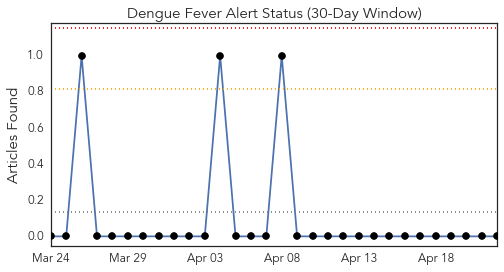 Dengue Fever Alert Status (30-Day Window)
Articles Found
1.0
0.8
0.6
0.4
0.2
0.0
Mar 24 Mar 29 Apr 03 Apr 08 Apr 13 Apr 18